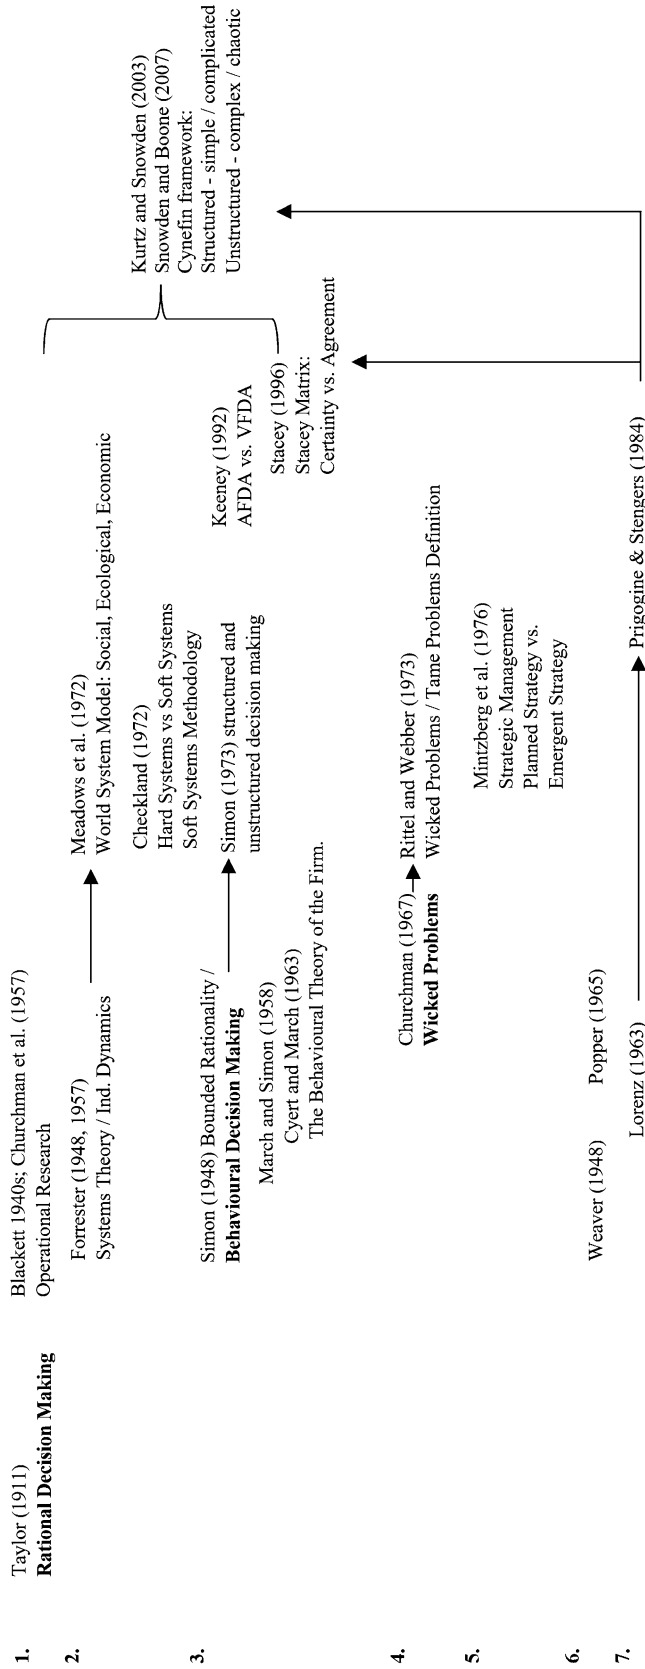 1.
Taylor (1911)
Rational Decision Making
Blackett 1940s; Churchman et al. (1957)
Operational Research
2.
Forrester (1948, 1957)
Systems Theory / Ind. Dynamics
Meadows et al. (1972)
World System Model: Social, Ecological, Economic
Checkland (1972)
Hard Systems vs Soft Systems
Soft Systems Methodology
3.
Simon (1948) Bounded Rationality /
Behavioural Decision Making
March and Simon (1958)
Cyert and March (1963)
The Behavioural Theory of the Firm.
Simon (1973) structured and
unstructured decision making
Keeney (1992)
AFDA vs. VFDA
Stacey (1996)
Stacey Matrix:
Certainty vs. Agreement
Kurtz and Snowden (2003)
Snowden and Boone (2007)
Cynefin framework:
Structured - simple / complicated
Unstructured - complex / chaotic
4.
Churchman (1967)
Wicked Problems
Rittel and Webber (1973)
Wicked Problems / Tame Problems Definition
5.
Mintzberg et al. (1976)
Strategic Management
Planned Strategy vs.
Emergent Strategy
6.
Weaver (1948)
Popper (1965)
7.
Lorenz (1963)
Prigogine & Stengers (1984)